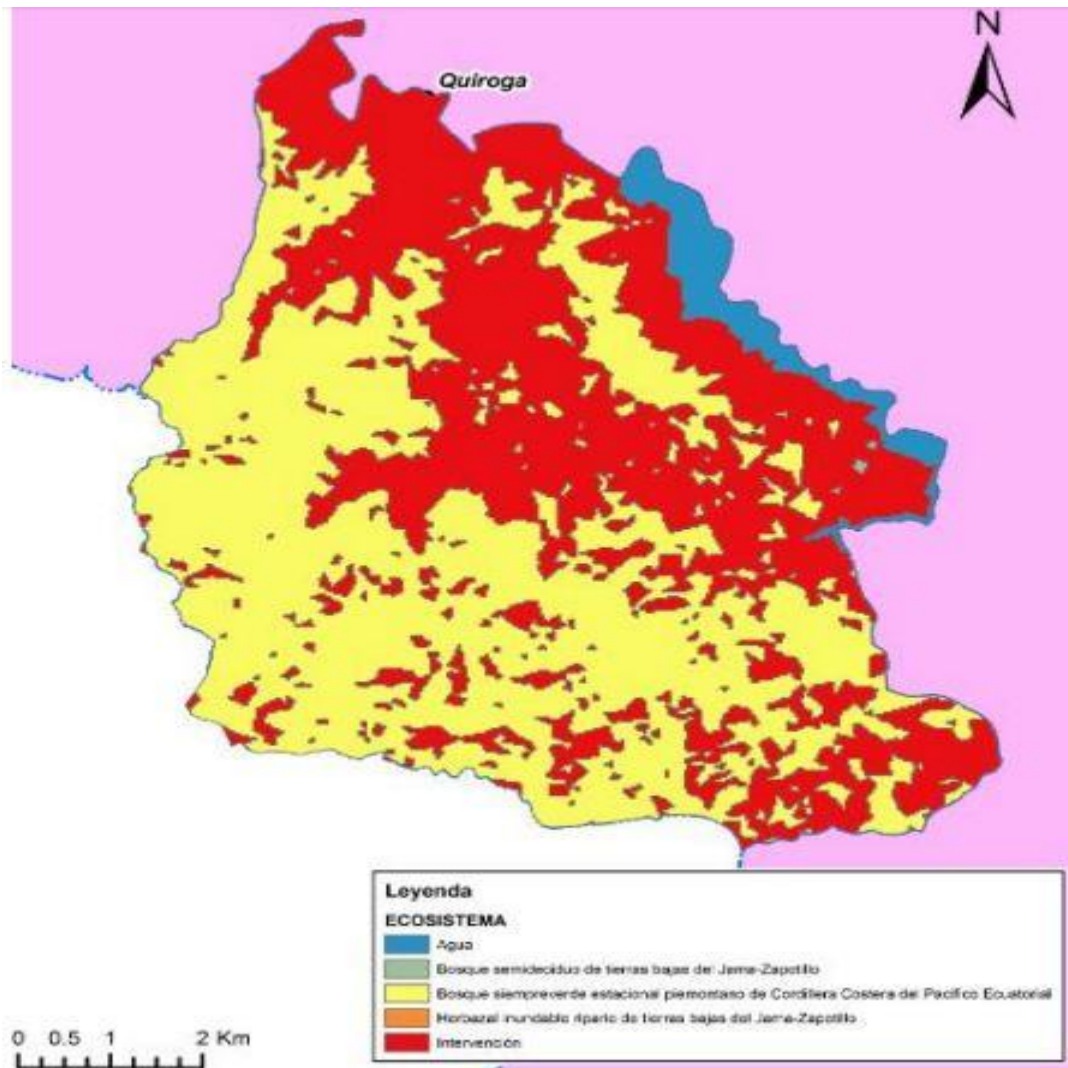 N
Quiroga
Leyenda
ECOSISTEMA
Agua
Bosque semideciduo de tierras bajas del Jama-Zapotillo
Bosque siempreverde estacional piemontano de Cordillera Costera del Pacífico Ecuatorial
Herbazal inundable ripario de tierras bajas del Jama-Zapotillo
Intervención
0 0.5 1 2 Km